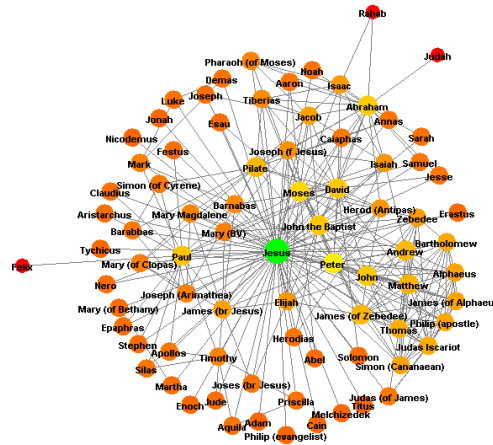 Rahab
Judah
Pharaoh (of Moses)
Noah
Demas
Aaron
Isaac
Luke
Joseph
Tiberias
Abraham
Jonah
Esau
Jacob
Annas
Nicodemus
Festus
Caiaphas
Sarah
Mark
Joseph (f Jesus)
Pilate
Isaiah
Samuel
Jesse
Claudius
Simon (of Cyrene)
Moses
David
Aristarchus
Barnabas
Herod (Antipas)
Erastus
Barabbas
Mary Magdalene
John the Baptist
Zebedee
Tychicus
Mary (BV)
Bartholomew
Felix
Paul
Jesus
Andrew
Mary (of Clopas)
Peter
John
Alphaeus
Nero
Matthew
Joseph (Arimathea)
Elijah
James (of Alphaeu
Mary (of Bethany)
James (br Jesus)
James (of Zebedee)
Philip (apostle)
Epaphras
Thomas
Stephen
Herodias
Judas Iscariot
Apollos
Timothy
Abel
Solomon
Simon (Cananaean)
Silas
Martha
Joses (br Jesus)
Judas (of James)
Enoch
Jude
Priscilla
Melchizedek
Titus
Aquila
Adam
Cain
Philip (evangelist)